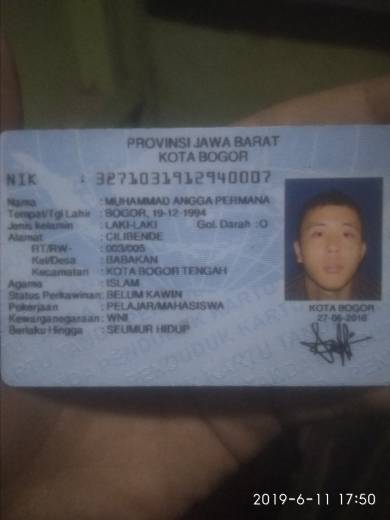 PROVINSI JAWA BARAT
KOTA BOGOR
NIK : 3271031912940007
Nama : MUHAMMAD ANGGA PERMANA
Tempat/Tgl Lahir : BOGOR, 19-12-1994
Jenis kelamin : LAKI-LAKI Gol. Darah :O
Alamat : CILIBENDE
RT/RW : 003/005
Kel/Desa : BABAKAN
Kecamatan : KOTA BOGOR TENGAH
Agama : ISLAM
Status Perkawinan: BELUM KAWIN
Pekerjaan : PELAJAR/MAHASISWA
Kewarganegaraan: WNI
Berlaku Hingga : SEUMUR HIDUP
KOTA BOGOR
27-06-2016
2019-6-11 17:50